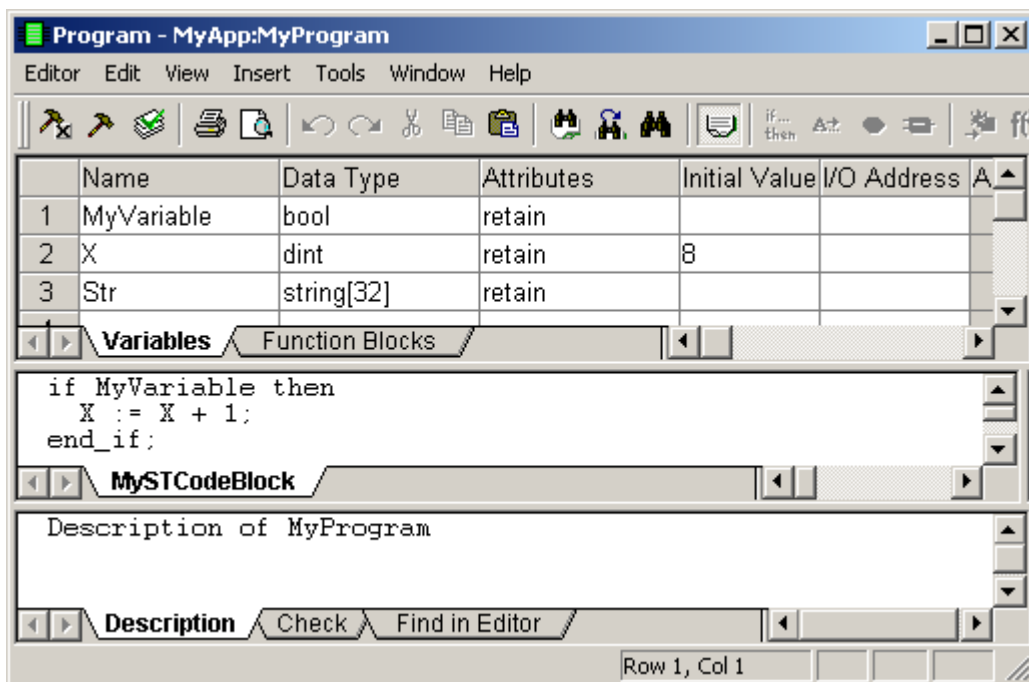 Program - MyApp:MyProgram
Editor Edit View Insert Tools Window Help
if... then
Name Data Type Attributes Initial Value I/O Address A
1 MyVariable bool retain
2 X dint retain 8
3 Str string[32] retain
Variables Function Blocks
if MyVariable then
X := X + 1;
end_if;
MySTCodeBlock
Description of MyProgram
Description Check Find in Editor
Row 1, Col 1